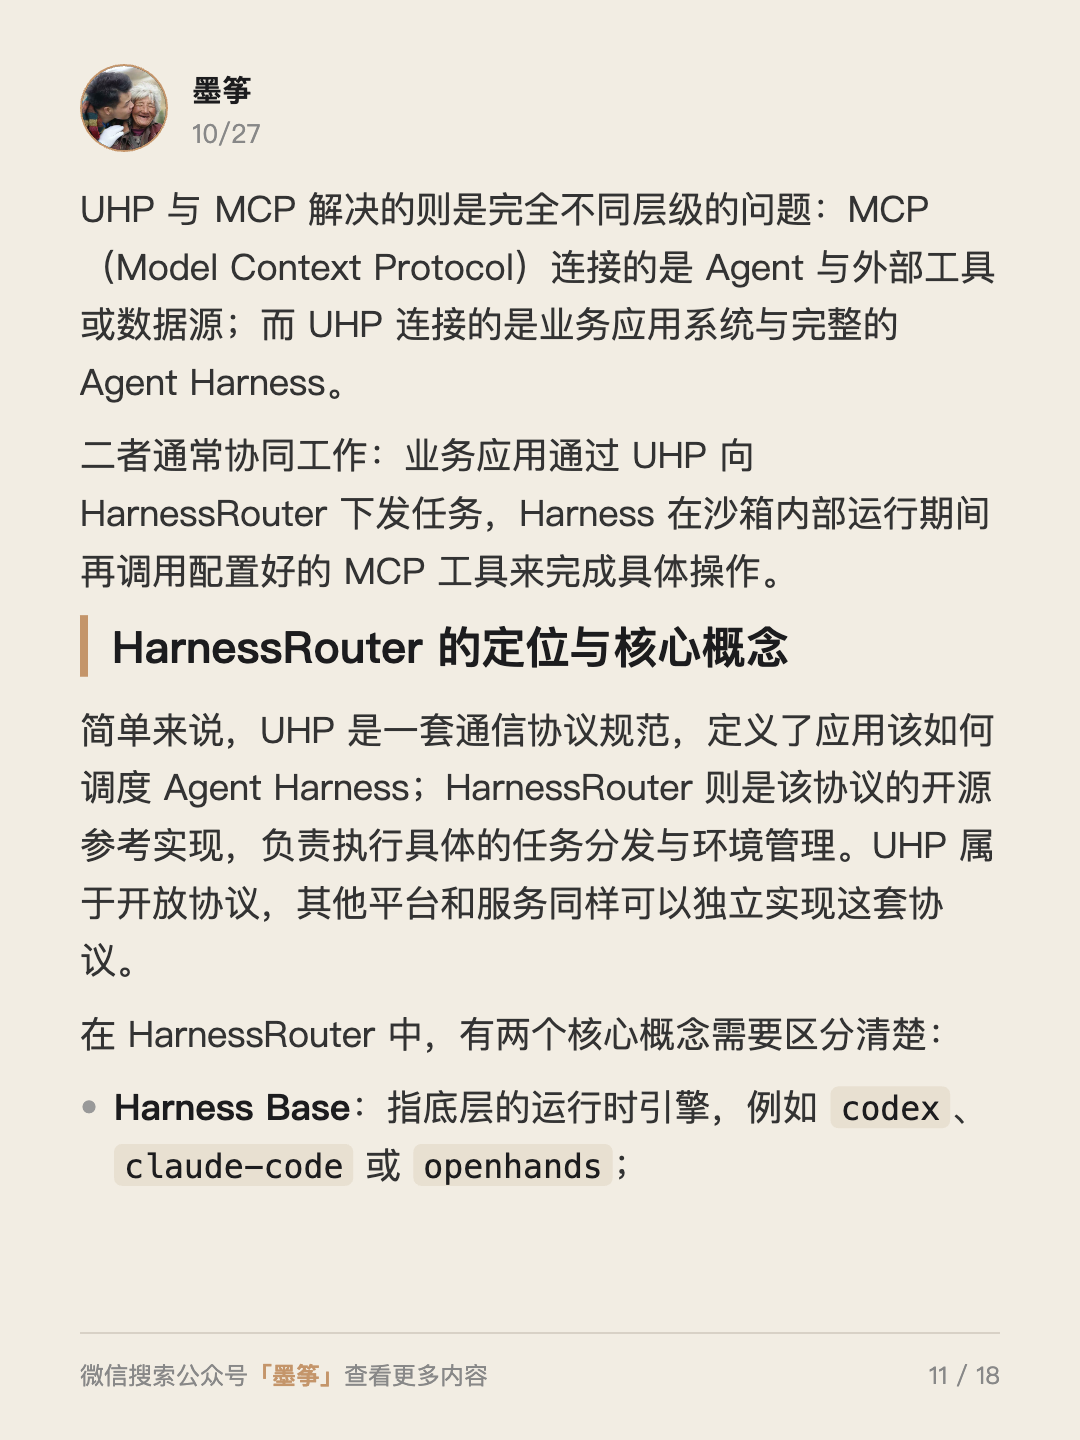 墨筝
10/27
UHP 与 MCP 解决的则是完全不同层级的问题：MCP
（Model Context Protocol）连接的是 Agent 与外部工具
或数据源；而 UHP 连接的是业务应用系统与完整的
Agent Harness。
二者通常协同工作：业务应用通过 UHP 向
HarnessRouter 下发任务，Harness 在沙箱内部运行期间
再调用配置好的 MCP 工具来完成具体操作。
HarnessRouter 的定位与核心概念
简单来说，UHP 是一套通信协议规范，定义了应用该如何
调度 Agent Harness；HarnessRouter 则是该协议的开源
参考实现，负责执行具体的任务分发与环境管理。UHP 属
于开放协议，其他平台和服务同样可以独立实现这套协
议。
在 HarnessRouter 中，有两个核心概念需要区分清楚：
• Harness Base：指底层的运行时引擎，例如 codex、
claude-code 或 openhands；
微信搜索公众号「墨筝」查看更多内容
11 / 18